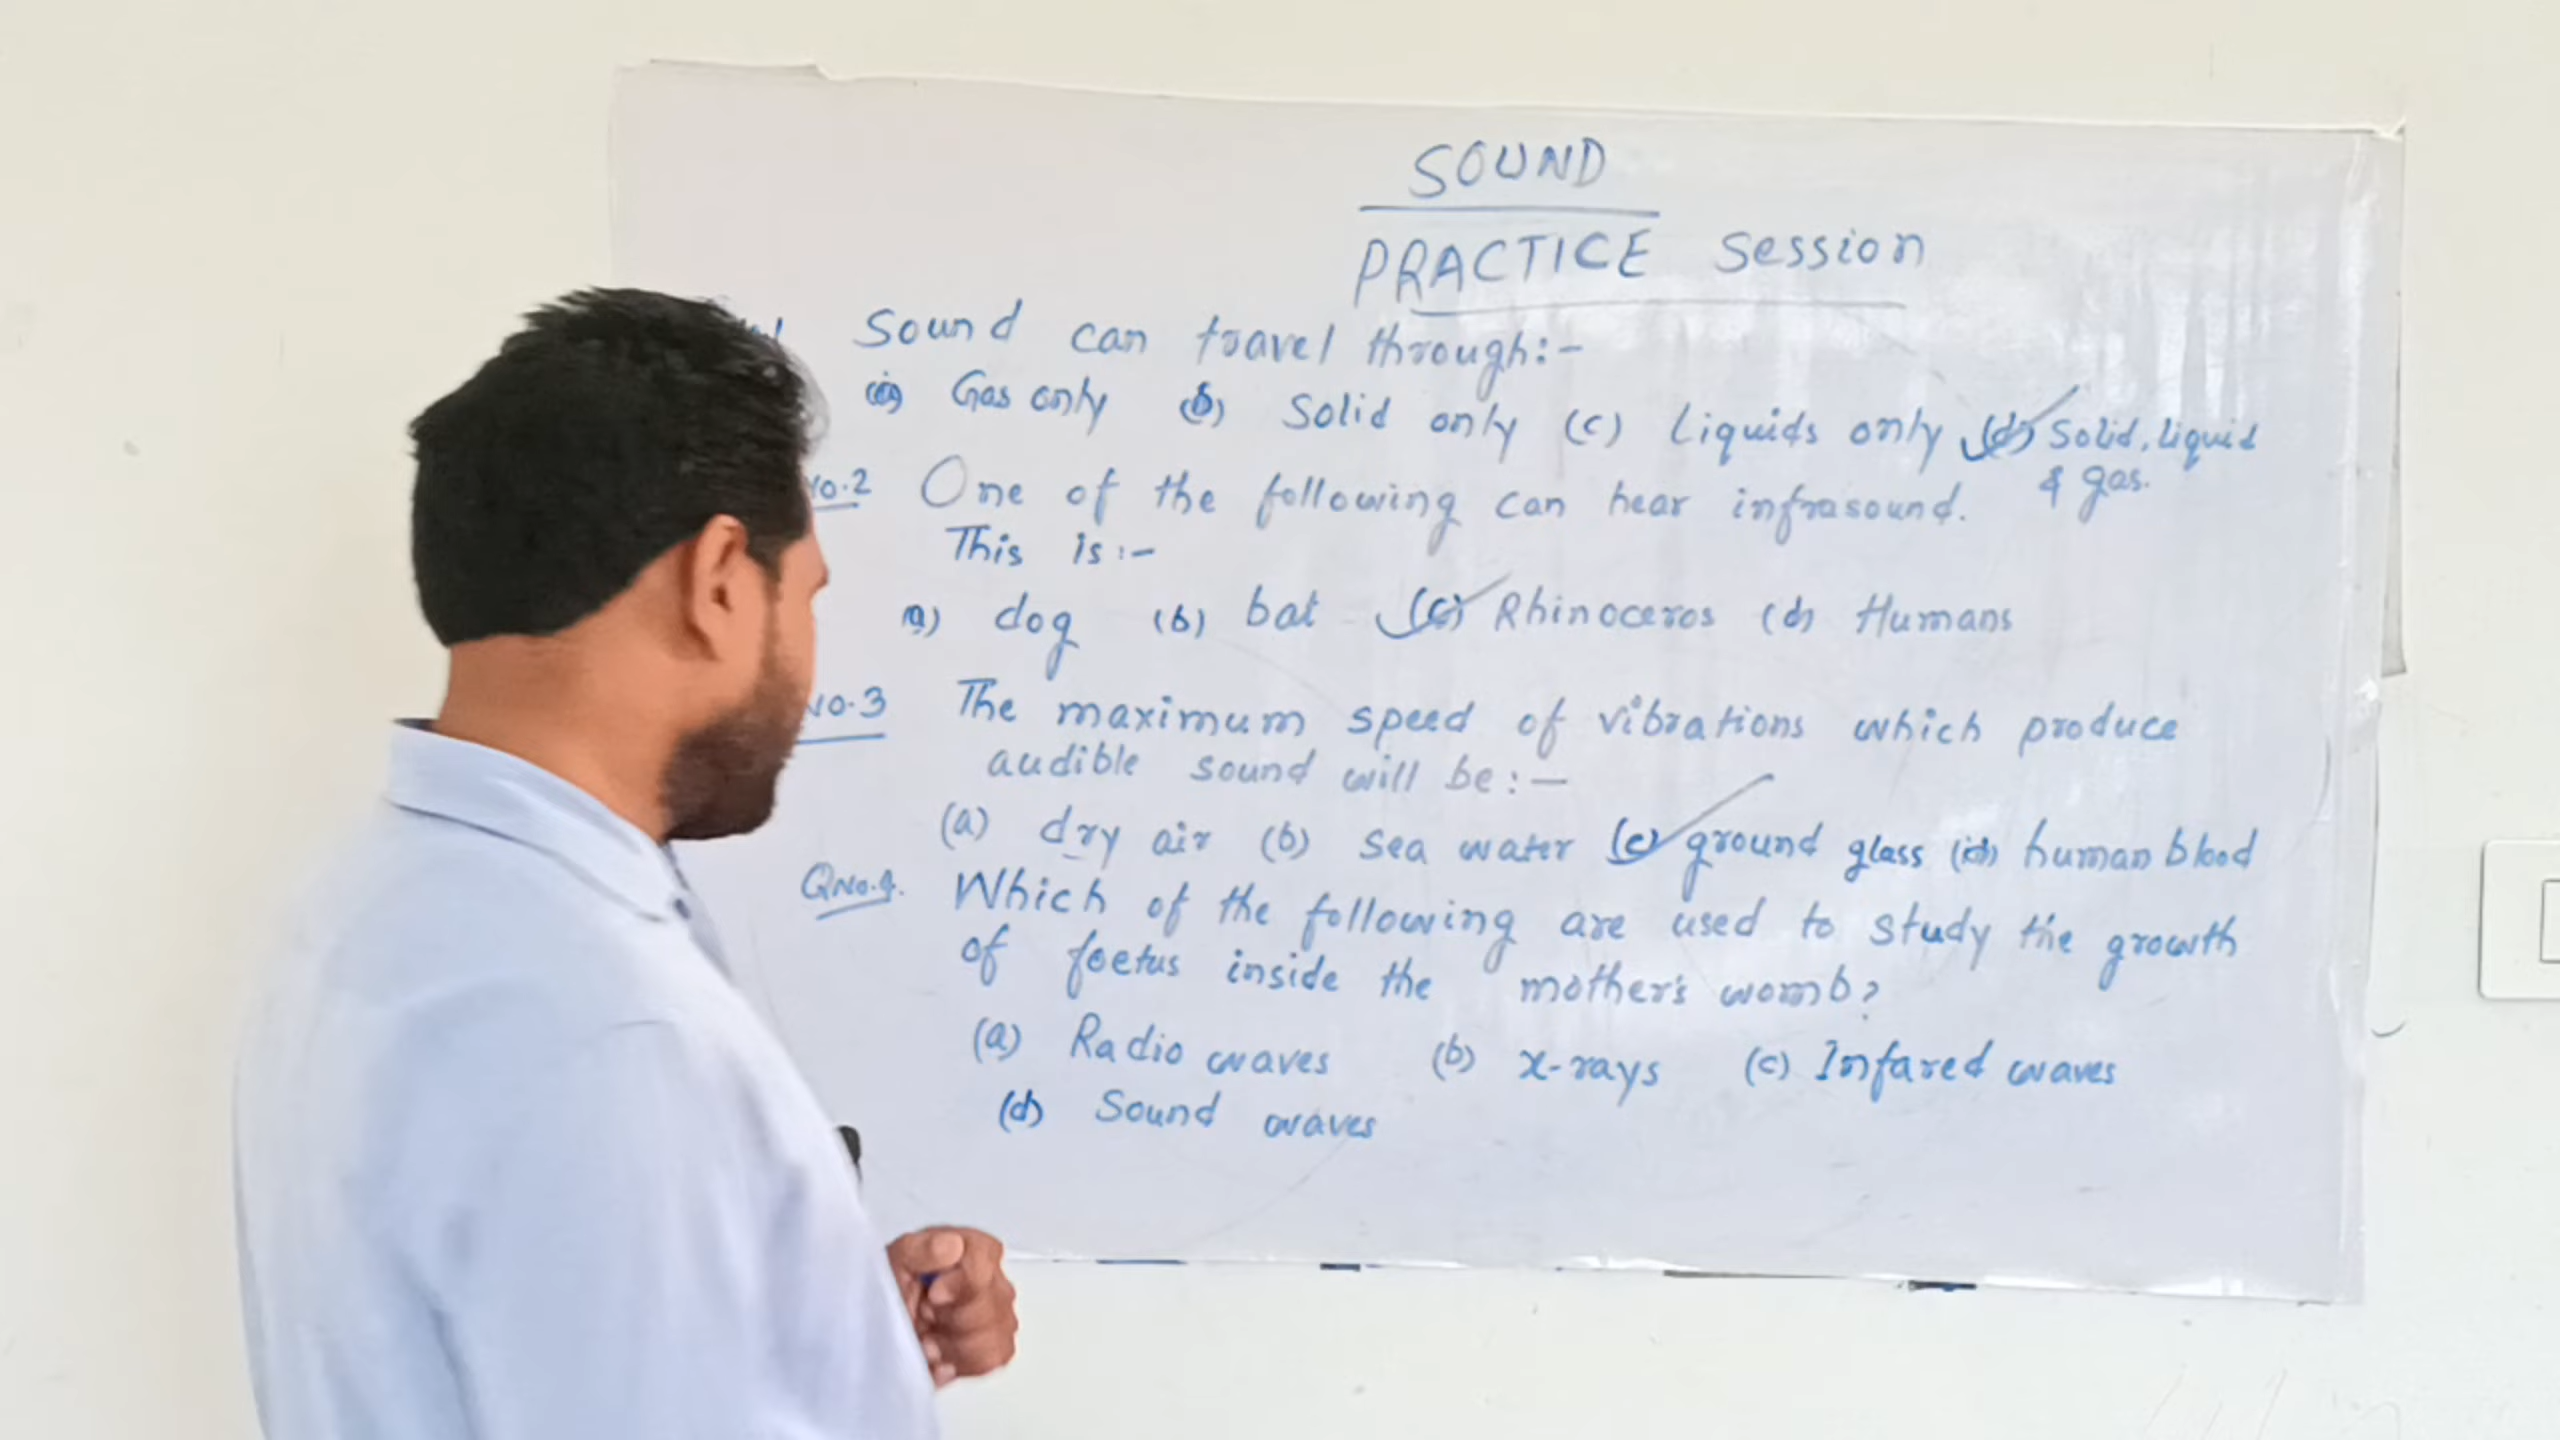 SOUND
PRACTICE Session
Sound can travel through:-
(a) Gas only (b) Solid only (c) Liquids only (d) Solid, liquid
& gas.
No.2 One of the following can hear infrasound.
This is:-
(a) dog (b) bat (c) Rhinoceros (d) Humans
No.3 The maximum speed of vibrations which produce
audible sound will be:-
(a) dry air (b) sea water (c) ground glass (d) human blood
QNo.4. Which of the following are used to study the growth
of foetus inside the mother's womb?
(a) Radio waves (b) x-rays (c) Infared waves
(d) Sound waves